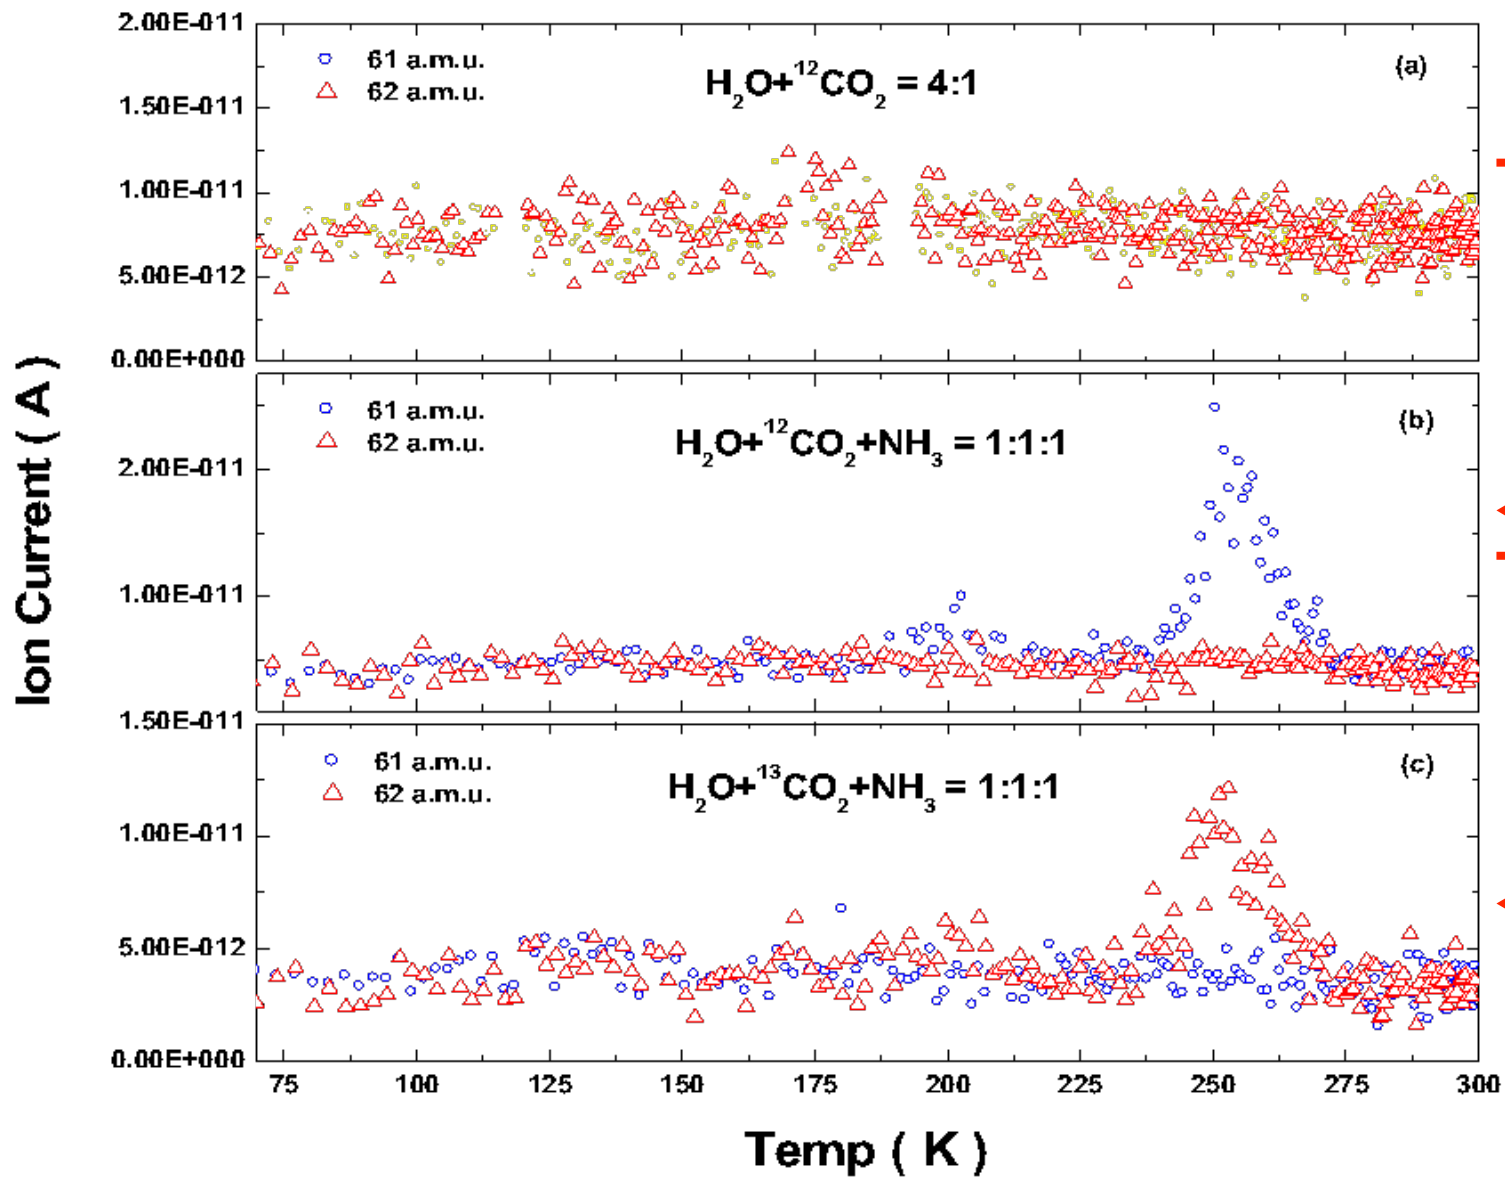 2.00E-011
61 a.m.u.
62 a.m.u.
H₂O+¹²CO₂ = 4:1
(a)
1.50E-011
1.00E-011
5.00E-012
0.00E+000
61 a.m.u.
62 a.m.u.
H₂O+¹²CO₂+NH₃ = 1:1:1
(b)
2.00E-011
1.00E-011
1.50E-011
61 a.m.u.
62 a.m.u.
H₂O+¹³CO₂+NH₃ = 1:1:1
(c)
1.00E-011
5.00E-012
0.00E+000
Ion Current ( A )
75 100 125 150 175 200 225 250 275 300
Temp ( K )